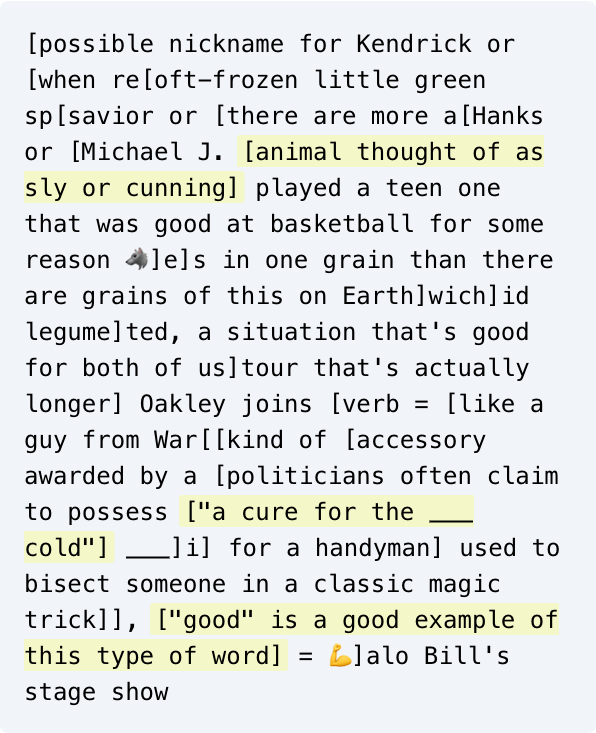 [possible nickname for Kendrick or
[when re[oft-frozen little green
sp[savior or [there are more a[Hanks
or [Michael J. [animal thought of as
sly or cunning] played a teen one
that was good at basketball for some
reason 🐺]e]s in one grain than there
are grains of this on Earth]wich]id
legume]ted, a situation that's good
for both of us]tour that's actually
longer] Oakley joins [verb = [like a
guy from War[[kind of [accessory
awarded by a [politicians often claim
to possess ["a cure for the ___
cold"] ___]i] for a handyman] used to
bisect someone in a classic magic
trick]], ["good" is a good example of
this type of word] = 💪]alo Bill's
stage show